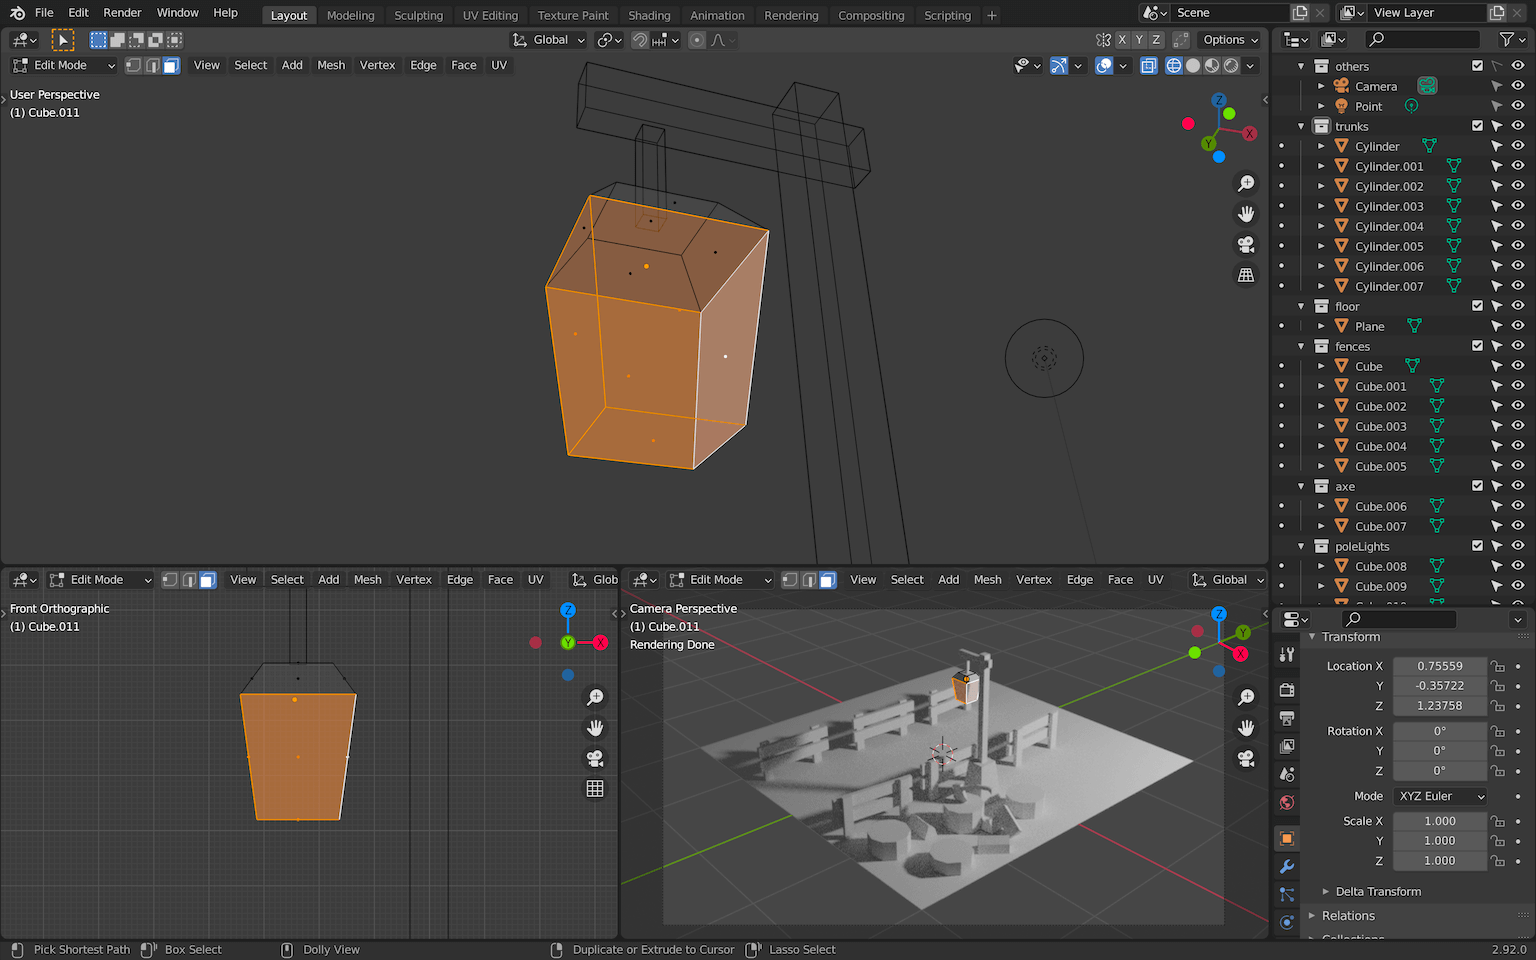 File Edit Render Window Help Layout Modeling Sculpting UV Editing Texture Paint Shading Animation Rendering Compositing Scripting + Scene View Layer
Global X Y Z Options
Edit Mode View Select Add Mesh Vertex Edge Face UV
User Perspective
(1) Cube.011
Z
X
Y
others
Camera
Point
trunks
Cylinder
Cylinder.001
Cylinder.002
Cylinder.003
Cylinder.004
Cylinder.005
Cylinder.006
Cylinder.007
floor
Plane
fences
Cube
Cube.001
Cube.002
Cube.003
Cube.004
Cube.005
axe
Cube.006
Cube.007
poleLights
Cube.008
Cube.009
Edit Mode View Select Add Mesh Vertex Edge Face UV Glob
Front Orthographic
(1) Cube.011
Z
Y X
Edit Mode View Select Add Mesh Vertex Edge Face UV Global
Camera Perspective
(1) Cube.011
Rendering Done
Z
Y
X
Transform
Location X 0.75559
Y -0.35722
Z 1.23758
Rotation X 0°
Y 0°
Z 0°
Mode XYZ Euler
Scale X 1.000
Y 1.000
Z 1.000
Delta Transform
Relations
Pick Shortest Path Box Select Dolly View Duplicate or Extrude to Cursor Lasso Select 2.92.0